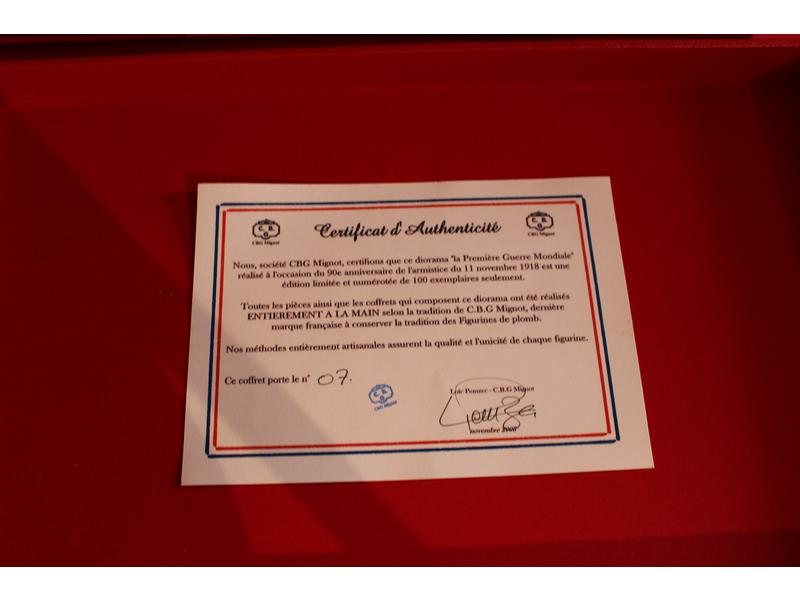 C.B.G
CBG Mignot
Certificat d'Authenticité
C.B.G
CBG Mignot
Nous, société CBG Mignot, certifions que ce diorama "la Première Guerre Mondiale"
réalisé à l'occasion du 90e anniversaire de l'armistice du 11 novembre 1918 est une
édition limitée et numérotée de 100 exemplaires seulement.
Toutes les pièces ainsi que les coffrets qui composent ce diorama ont été réalisés
ENTIEREMENT A LA MAIN selon la tradition de C.B.G Mignot, dernière
marque française à conserver la tradition des Figurines de plomb.
Nos méthodes entièrement artisanales assurent la qualité et l'unicité de chaque figurine.
Ce coffret porte le n° 07.
CBG Mignot
- C.B.G Mignot
novembre 2008